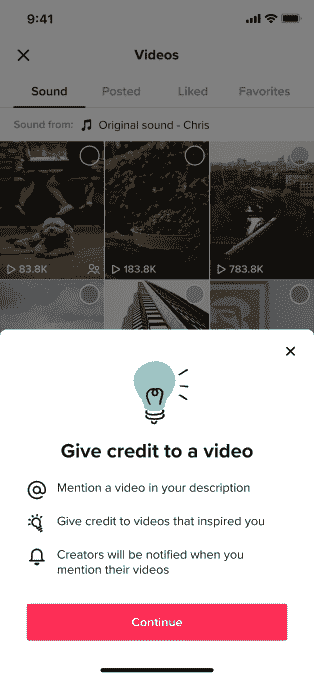 9:41
Videos
Sound Posted Liked Favorites
Sound from: Original sound - Chris
83.8K 183.8K 783.8K
Give credit to a video
Mention a video in your description
Give credit to videos that inspired you
Creators will be notified when you
mention their videos
Continue